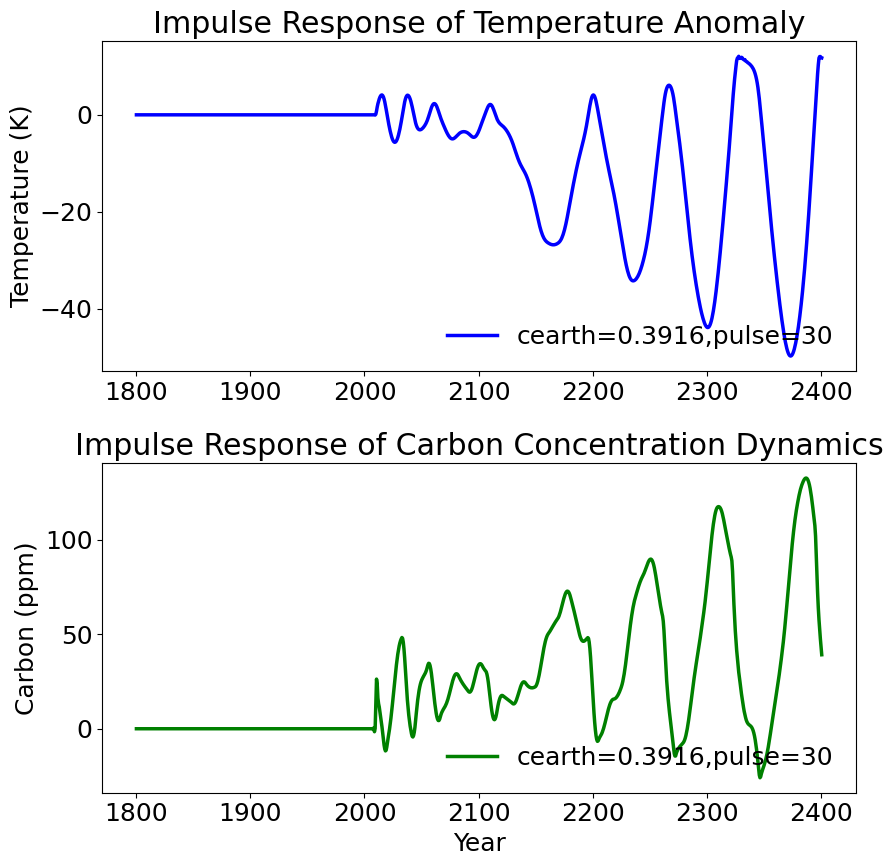 Impulse Response of Temperature Anomaly
Temperature (K)
0
−20
−40
cearth=0.3916,pulse=30
1800 1900 2000 2100 2200 2300 2400
Impulse Response of Carbon Concentration Dynamics
Carbon (ppm)
100
50
0
cearth=0.3916,pulse=30
1800 1900 2000 2100 2200 2300 2400
Year